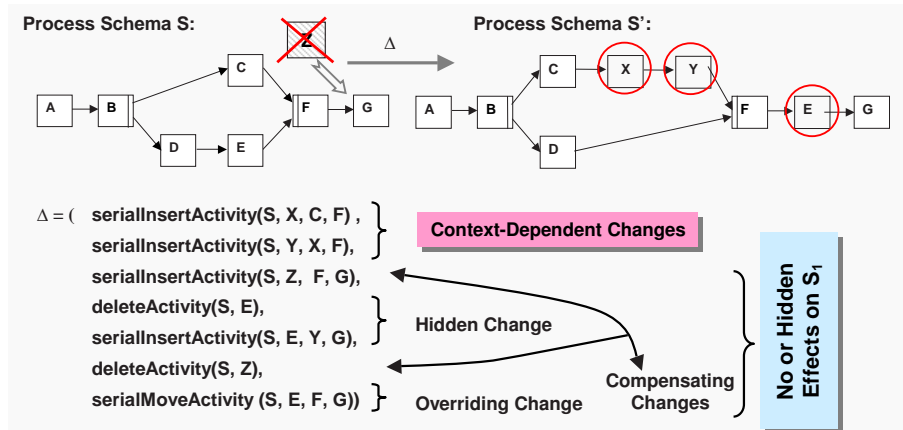 Process Schema S:
Process Schema S':
Z
Δ
C
A
B
F
G
D
E
C
X
Y
A
B
F
E
G
D
Δ = ( serialInsertActivity(S, X, C, F) ,
serialInsertActivity(S, Y, X, F),
serialInsertActivity(S, Z, F, G),
deleteActivity(S, E),
serialInsertActivity(S, E, Y, G),
deleteActivity(S, Z),
serialMoveActivity (S, E, F, G))
Context-Dependent Changes
Hidden Change
Overriding Change
Compensating
Changes
No or Hidden
Effects on S1